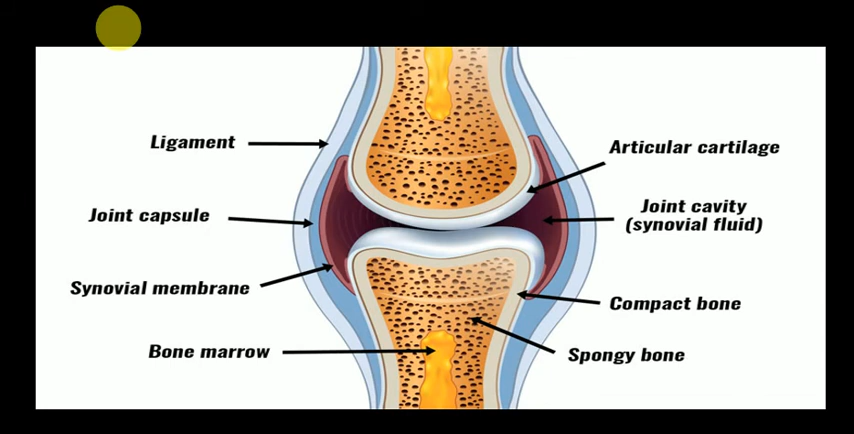 Ligament
Joint capsule
Synovial membrane
Bone marrow
Articular cartilage
Joint cavity
(synovial fluid)
Compact bone
Spongy bone